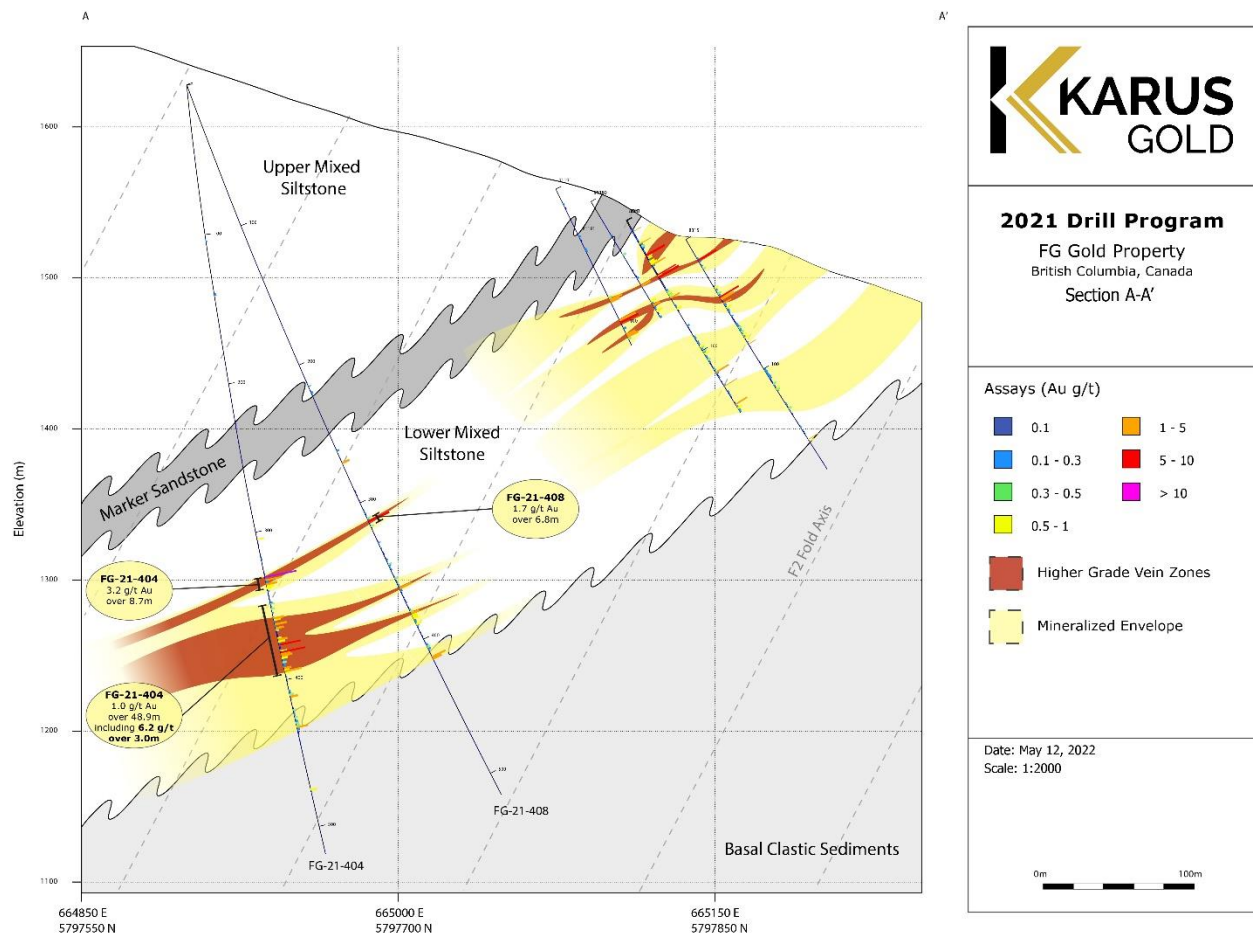 A
A'
1600
1500
1400
1300
1200
1100
Elevation (m)
Upper Mixed
Siltstone
Marker Sandstone
Lower Mixed
Siltstone
FG-21-408
1.7 g/t Au
over 6.8m
FG-21-404
3.2 g/t Au
over 8.7m
FG-21-404
1.0 g/t Au
over 48.9m
including 6.2 g/t
over 3.0m
F2 Fold Axis
FG-21-408
FG-21-404
Basal Clastic Sediments
664850 E
5797550 N
665000 E
5797700 N
665150 E
5797850 N
KARUS
GOLD
2021 Drill Program
FG Gold Property
British Columbia, Canada
Section A-A'
Assays (Au g/t)
0.1
0.1 - 0.3
0.3 - 0.5
0.5 - 1
1 - 5
5 - 10
> 10
Higher Grade Vein Zones
Mineralized Envelope
Date: May 12, 2022
Scale: 1:2000
0m
100m